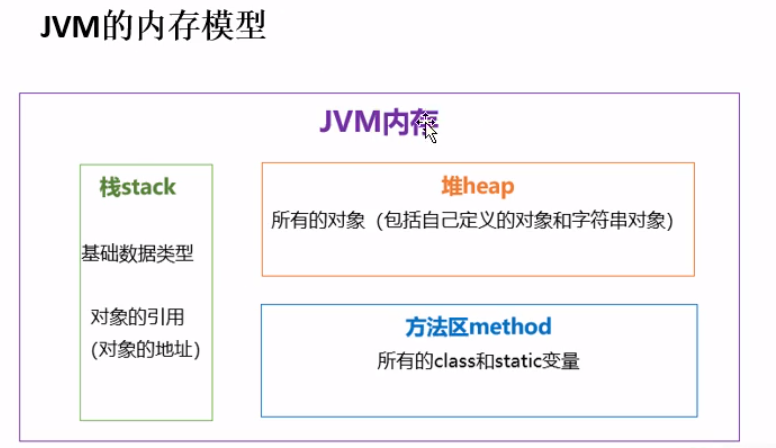 JVM的内存模型
JVM内存
栈stack
基础数据类型
对象的引用
(对象的地址)
堆heap
所有的对象（包括自己定义的对象和字符串对象）
方法区method
所有的class和static变量